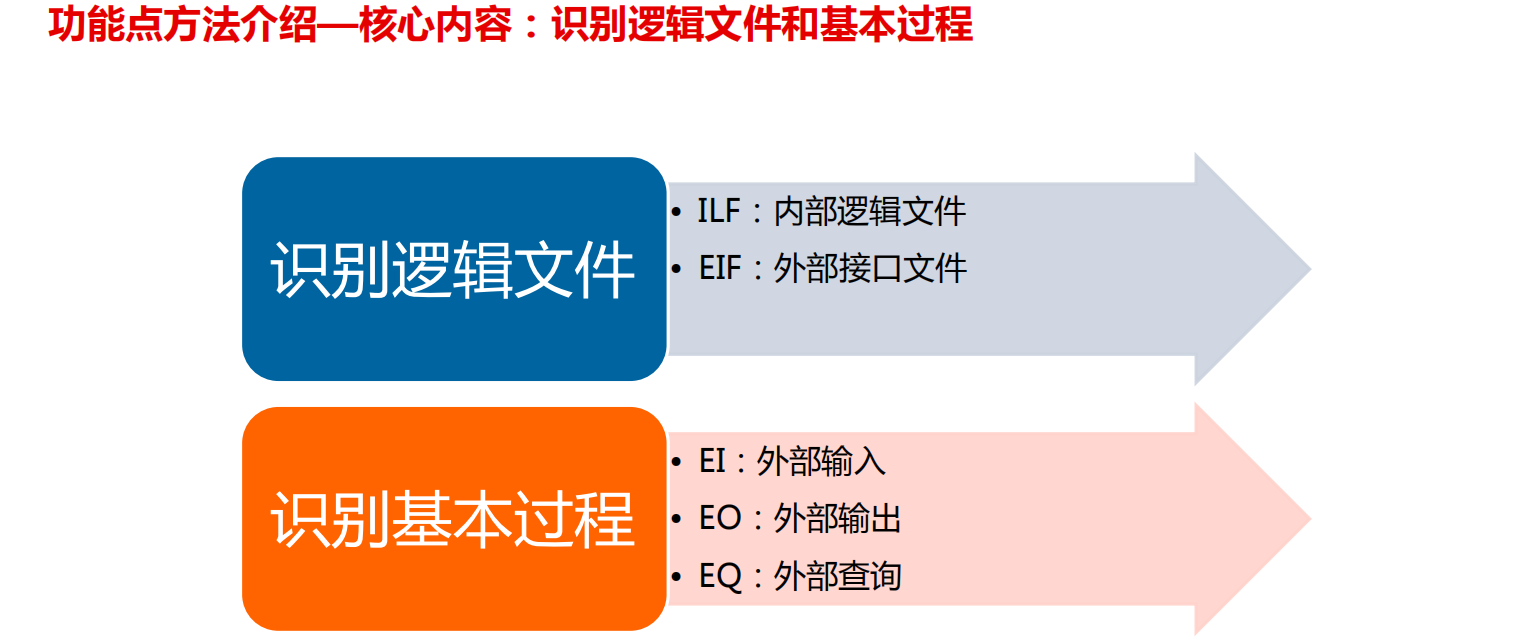 功能点方法介绍—核心内容：识别逻辑文件和基本过程
识别逻辑文件
• ILF：内部逻辑文件
• EIF：外部接口文件
识别基本过程
• EI：外部输入
• EO：外部输出
• EQ：外部查询